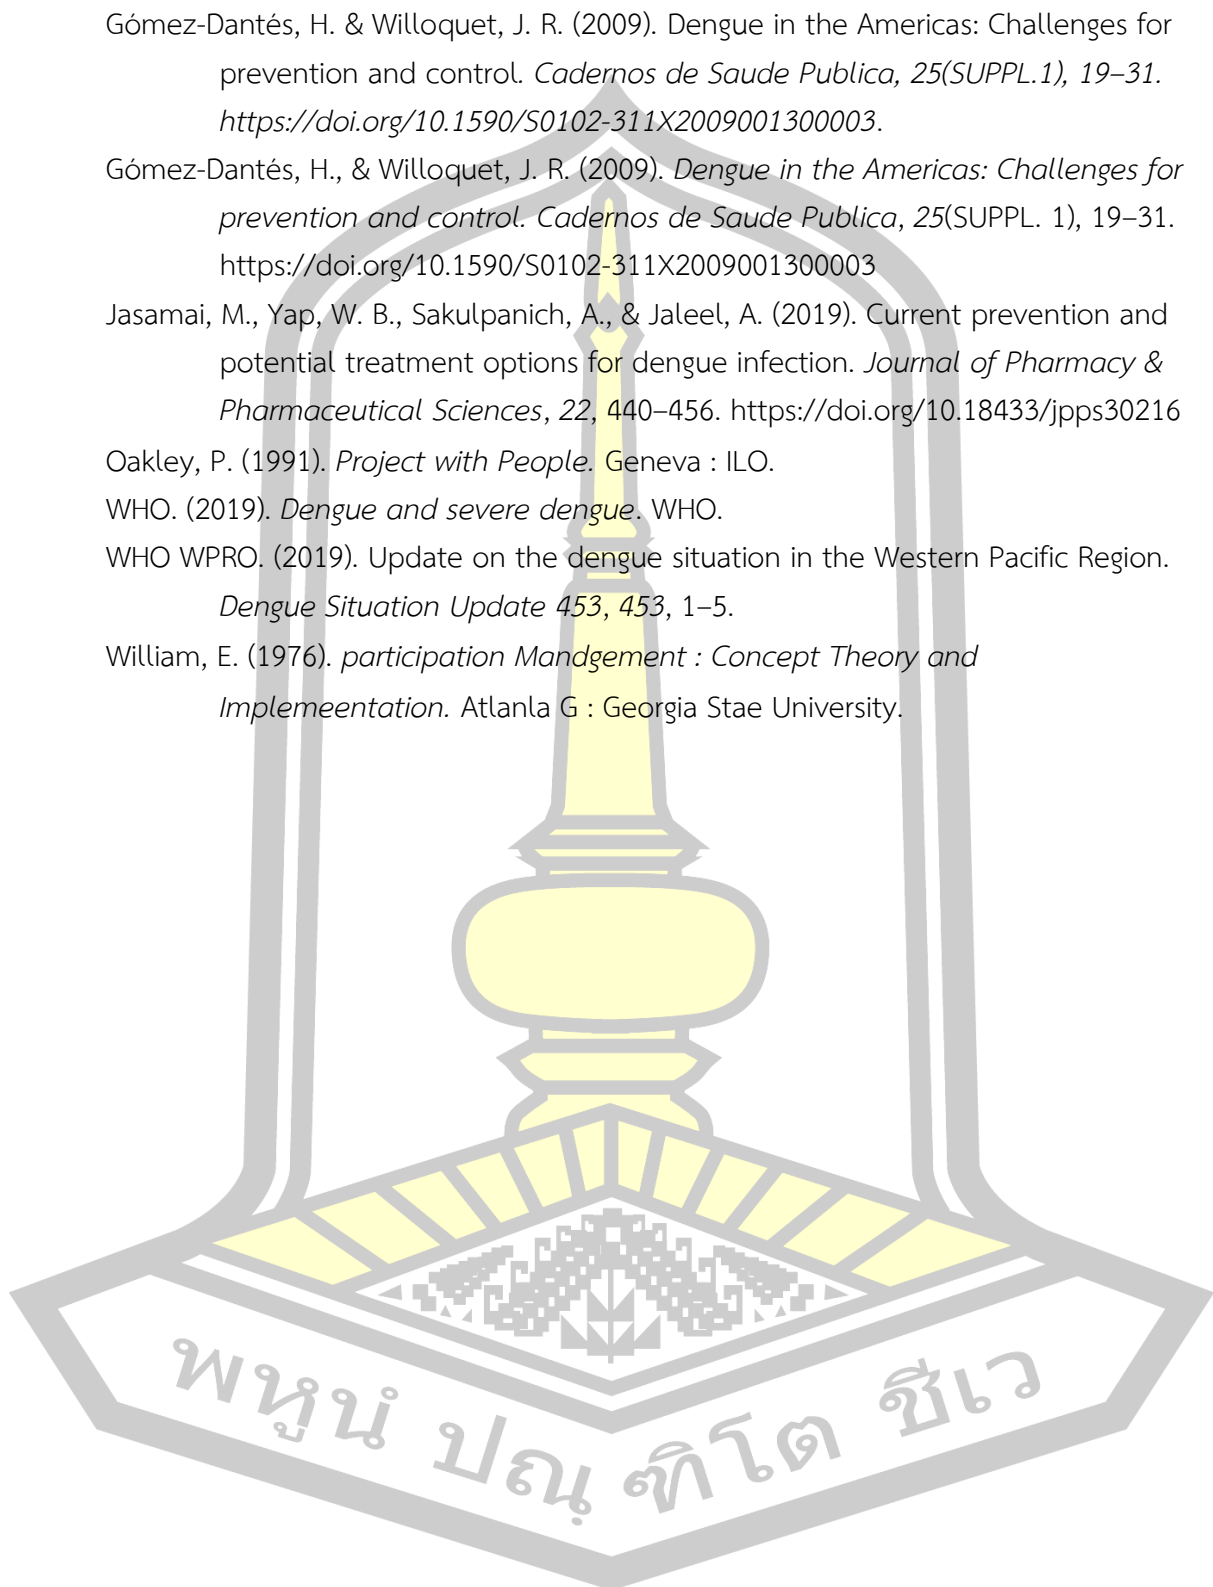 Gómez-Dantés, H. & Willoquet, J. R. (2009). Dengue in the Americas: Challenges for
prevention and control. Cadernos de Saude Publica, 25(SUPPL.1), 19–31.
https://doi.org/10.1590/S0102-311X2009001300003.
Gómez-Dantés, H., & Willoquet, J. R. (2009). Dengue in the Americas: Challenges for
prevention and control. Cadernos de Saude Publica, 25(SUPPL. 1), 19–31.
https://doi.org/10.1590/S0102-311X2009001300003
Jasamai, M., Yap, W. B., Sakulpanich, A., & Jaleel, A. (2019). Current prevention and
potential treatment options for dengue infection. Journal of Pharmacy &
Pharmaceutical Sciences, 22, 440–456. https://doi.org/10.18433/jpps30216
Oakley, P. (1991). Project with People. Geneva : ILO.
WHO. (2019). Dengue and severe dengue. WHO.
WHO WPRO. (2019). Update on the dengue situation in the Western Pacific Region.
Dengue Situation Update 453, 453, 1–5.
William, E. (1976). participation Mandgement : Concept Theory and
Implemeentation. Atlanla G : Georgia Stae University.
พหูนํ ปณฺฑิโต ชีเว